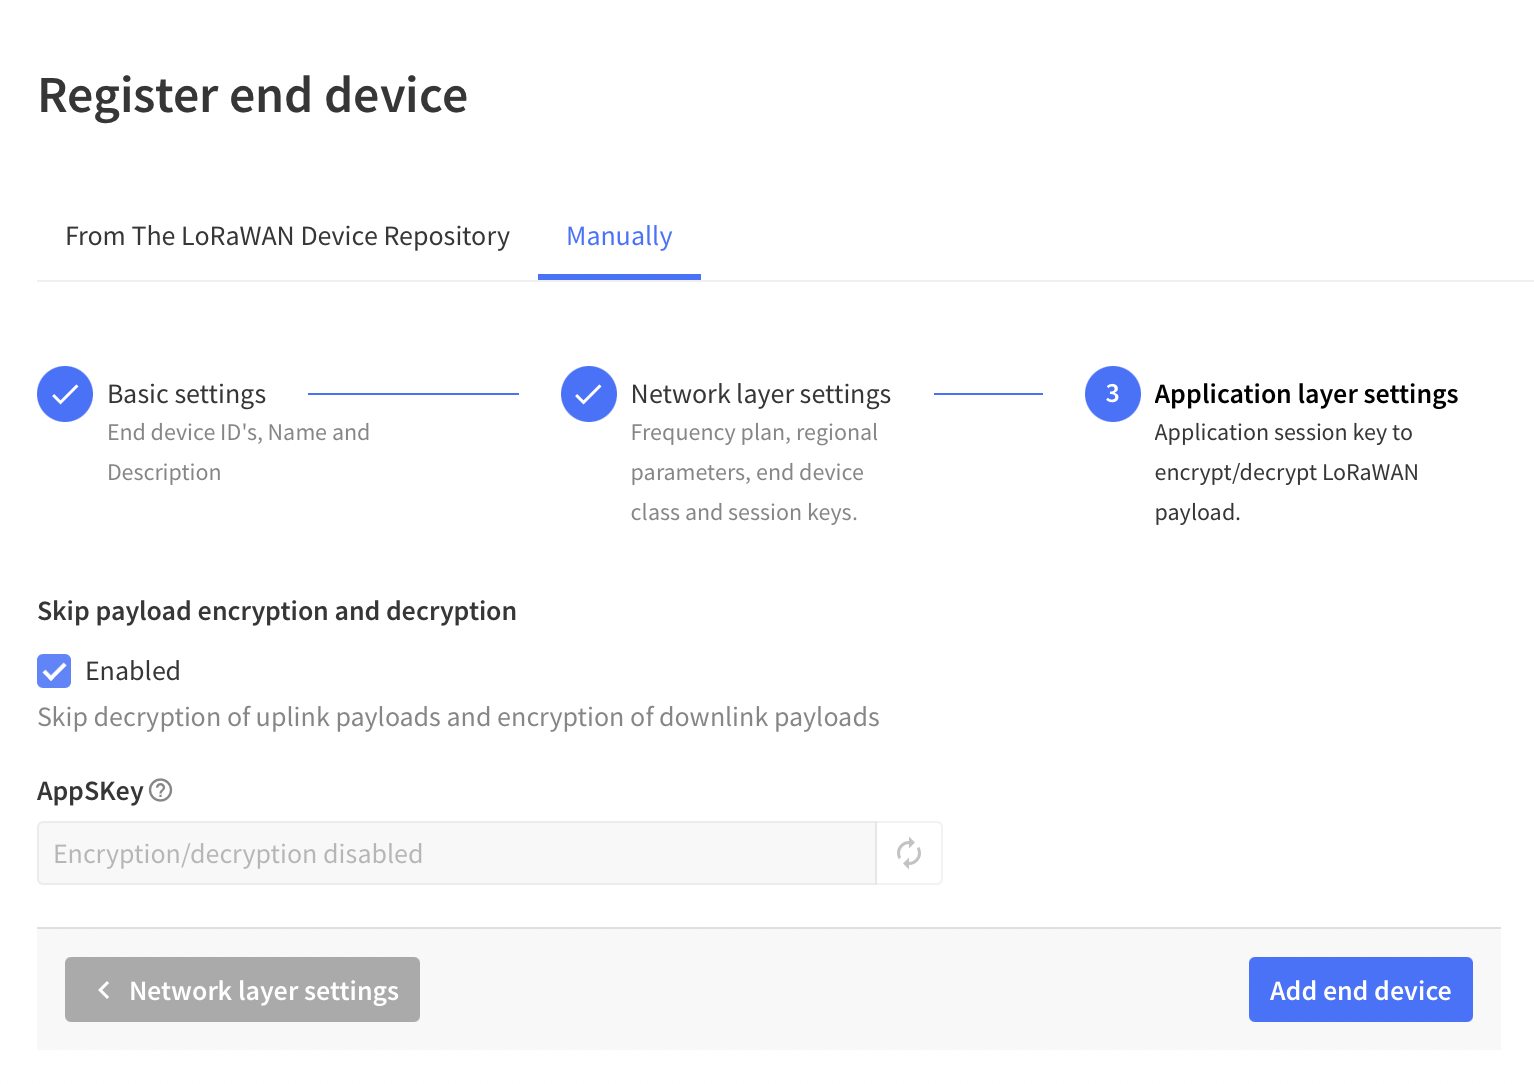 Register end device
From The LoRaWAN Device Repository
Manually
Basic settings
End device ID's, Name and
Description
Network layer settings
Frequency plan, regional
parameters, end device
class and session keys.
3
Application layer settings
Application session key to
encrypt/decrypt LoRaWAN
payload.
Skip payload encryption and decryption
Enabled
Skip decryption of uplink payloads and encryption of downlink payloads
AppSKey ?
Encryption/decryption disabled
Network layer settings
Add end device